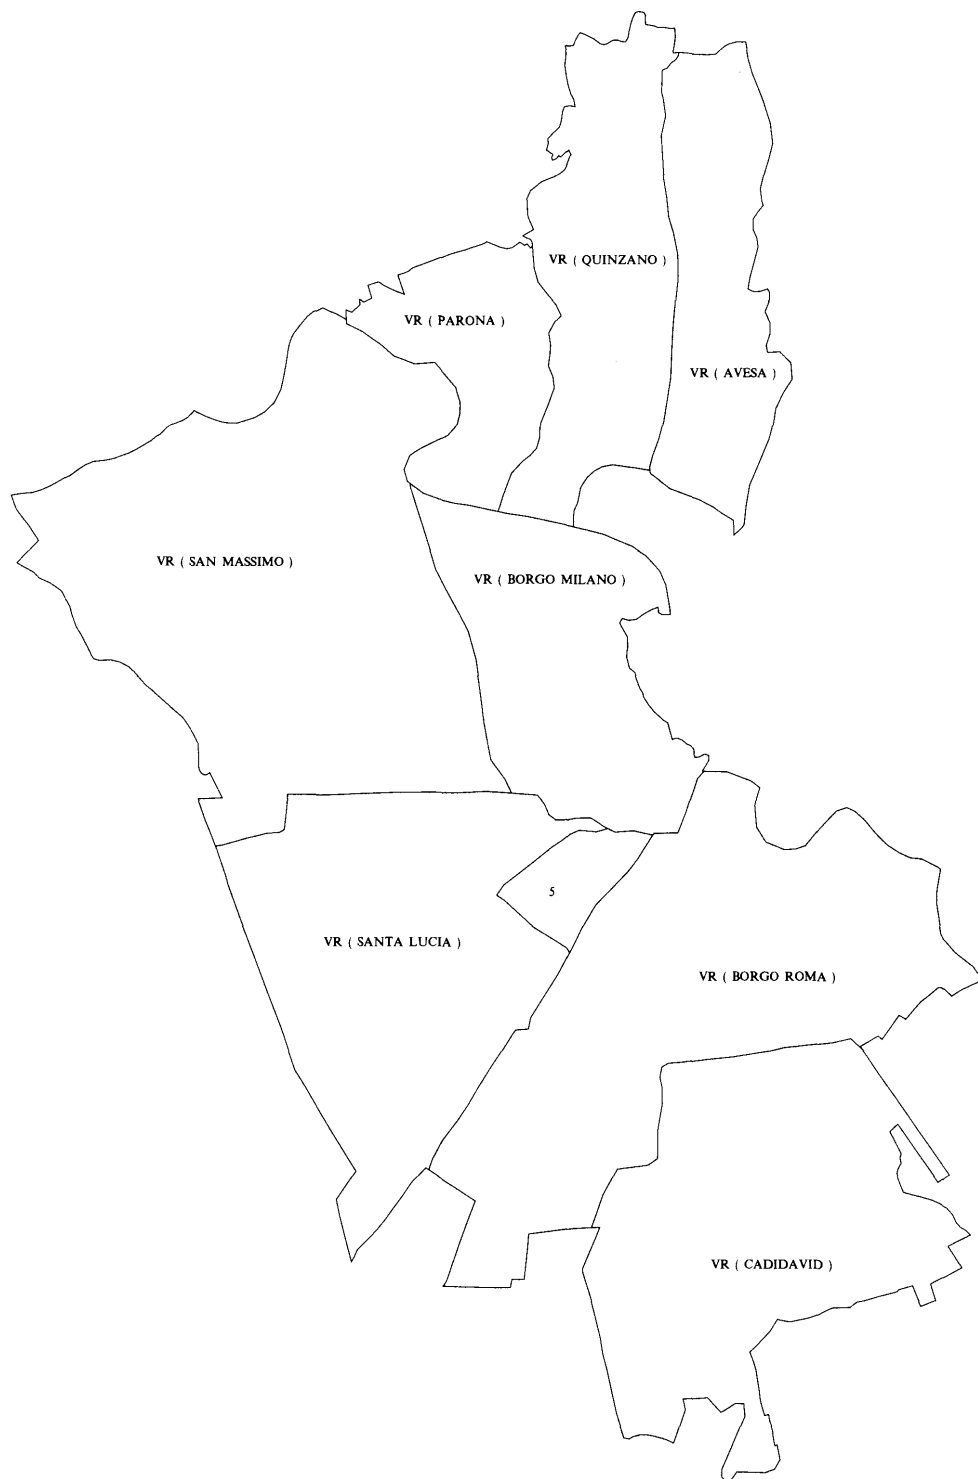 VR ( QUINZANO )
VR ( PARONA )
VR ( AVESA )
VR ( SAN MASSIMO )
VR ( BORGO MILANO )
5
VR ( SANTA LUCIA )
VR ( BORGO ROMA )
VR ( CADIDAVID )